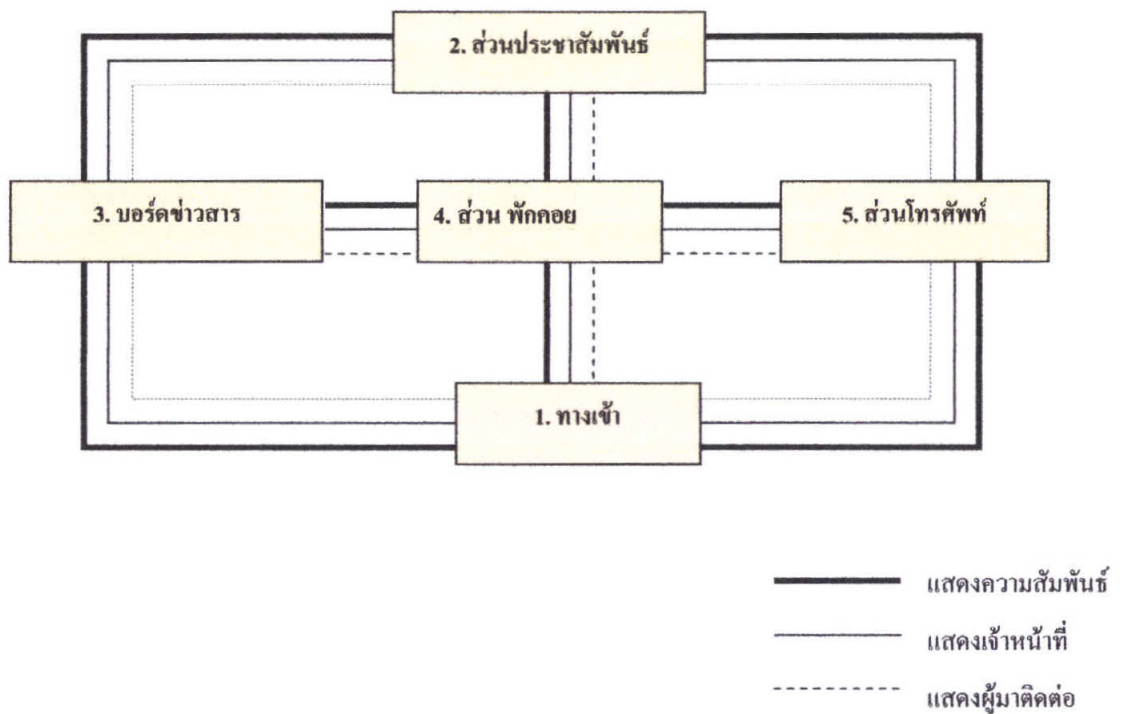 2. ส่วนประชาสัมพันธ์
3. บอร์ดข่าวสาร
4. ส่วน พักคอย
5. ส่วนโทรศัพท์
1. ทางเข้า
แสดงความสัมพันธ์
แสดงเจ้าหน้าที่
แสดงผู้มาติดต่อ